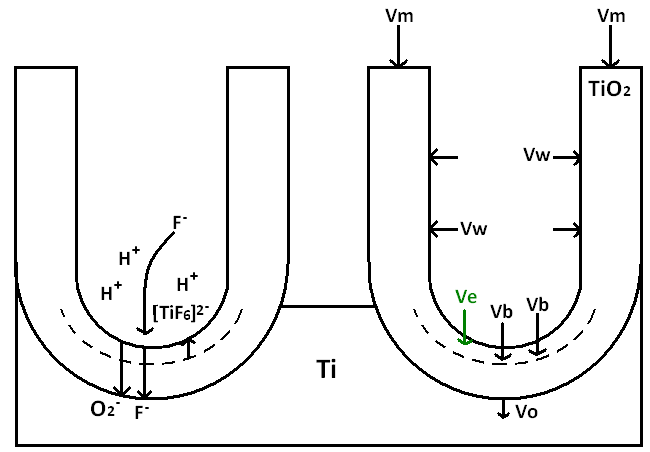 Vm
Vm
TiO2
Vw
Vw
F-
H+
H+
H+
[TiF6]2-
Ve
Vb
Vb
Ti
O2-
F-
Vo